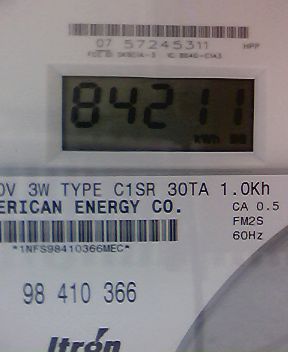 07 57245311 HPP
84211
0V 3W TYPE C1SR 30TA 1.0Kh
ERICAN ENERGY CO. CA 0.5
FM2S
60Hz
*1NFS98410366MEC*
98 410 366
Itron